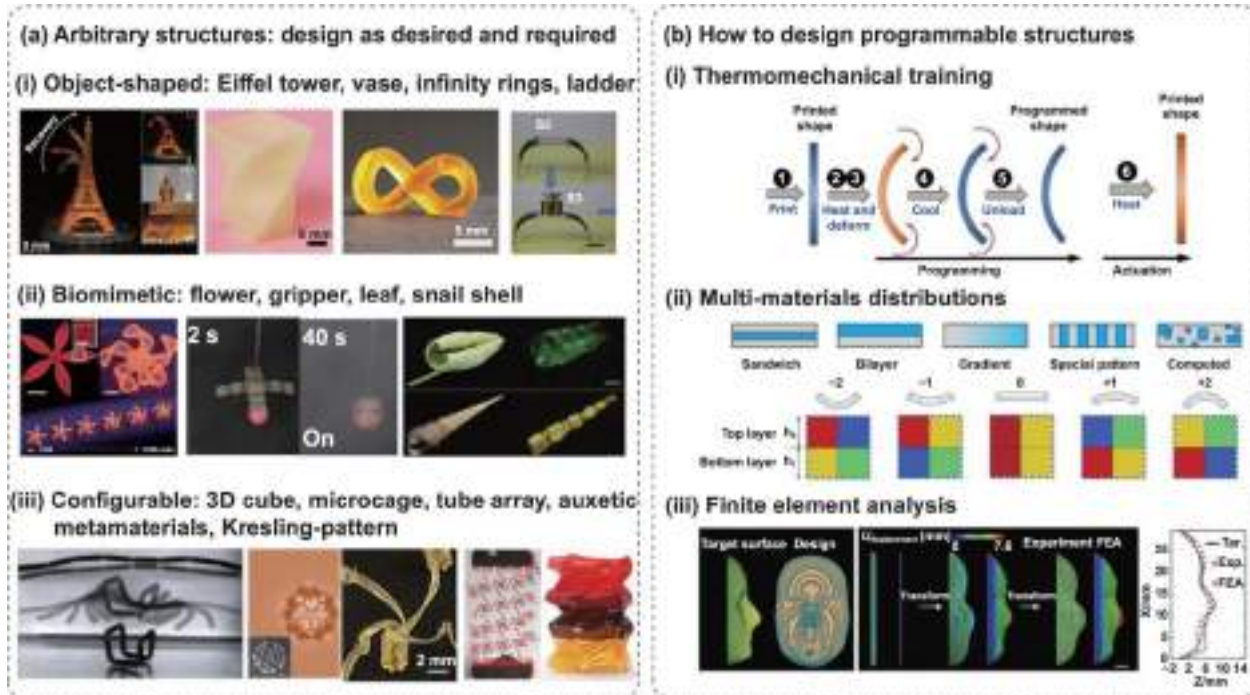 (a) Arbitrary structures: design as desired and required
(i) Object-shaped: Eiffel tower, vase, infinity rings, ladder
Recovery
5 mm
5 mm
(ii) Biomimetic: flower, gripper, leaf, snail shell
2 s
40 s
On
(iii) Configurable: 3D cube, microcage, tube array, auxetic
metamaterials, Kresling-pattern
2 mm
(b) How to design programmable structures
(i) Thermomechanical training
Printed
shape
Programmed
shape
Printed
shape
1
2
3
4
5
6
Print
Heat and
deform
Cool
Unload
Heat
Programming
Actuation
(ii) Multi-materials distributions
Sandwich
Bilayer
Gradient
Special pattern
Computed
−2
−1
0
+1
+2
Top layer
Bottom layer
(iii) Finite element analysis
Target surface
Design
Experiment
FEA
Transform
Transform
Tar.
Exp.
FEA
X/mm
−2 2 6 10 14
Z/mm